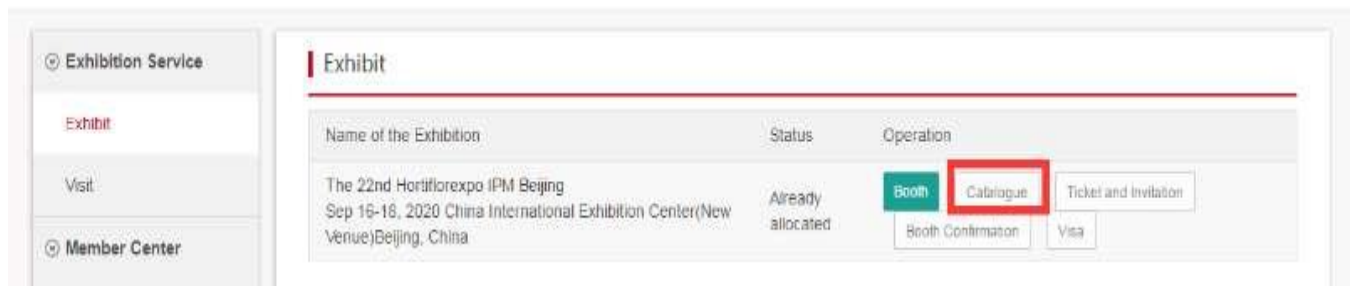 Exhibition Service
Exhibit
Visit
Member Center
Exhibit
Name of the Exhibition Status Operation
The 22nd Hortiflorexpo IPM Beijing
Sep 16-18, 2020 China International Exhibition Center(New
Venue)Beijing, China
Already
allocated
Booth Catalogue Ticket and Invitation
Booth Confirmation Visa